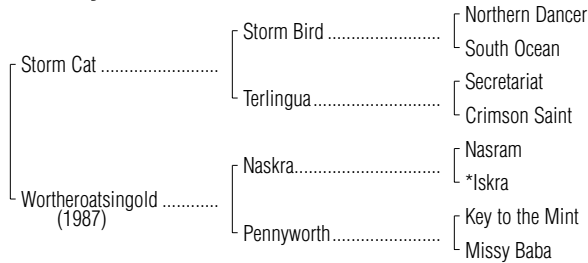 Northern Dancer
Storm Bird ........................
South Ocean
Storm Cat .........................
Secretariat
Terlingua ...........................
Crimson Saint
Nasram
Naskra ...............................
*Iskra
Wortheroatsingold ............
(1987)
Key to the Mint
Pennyworth .......................
Missy Baba